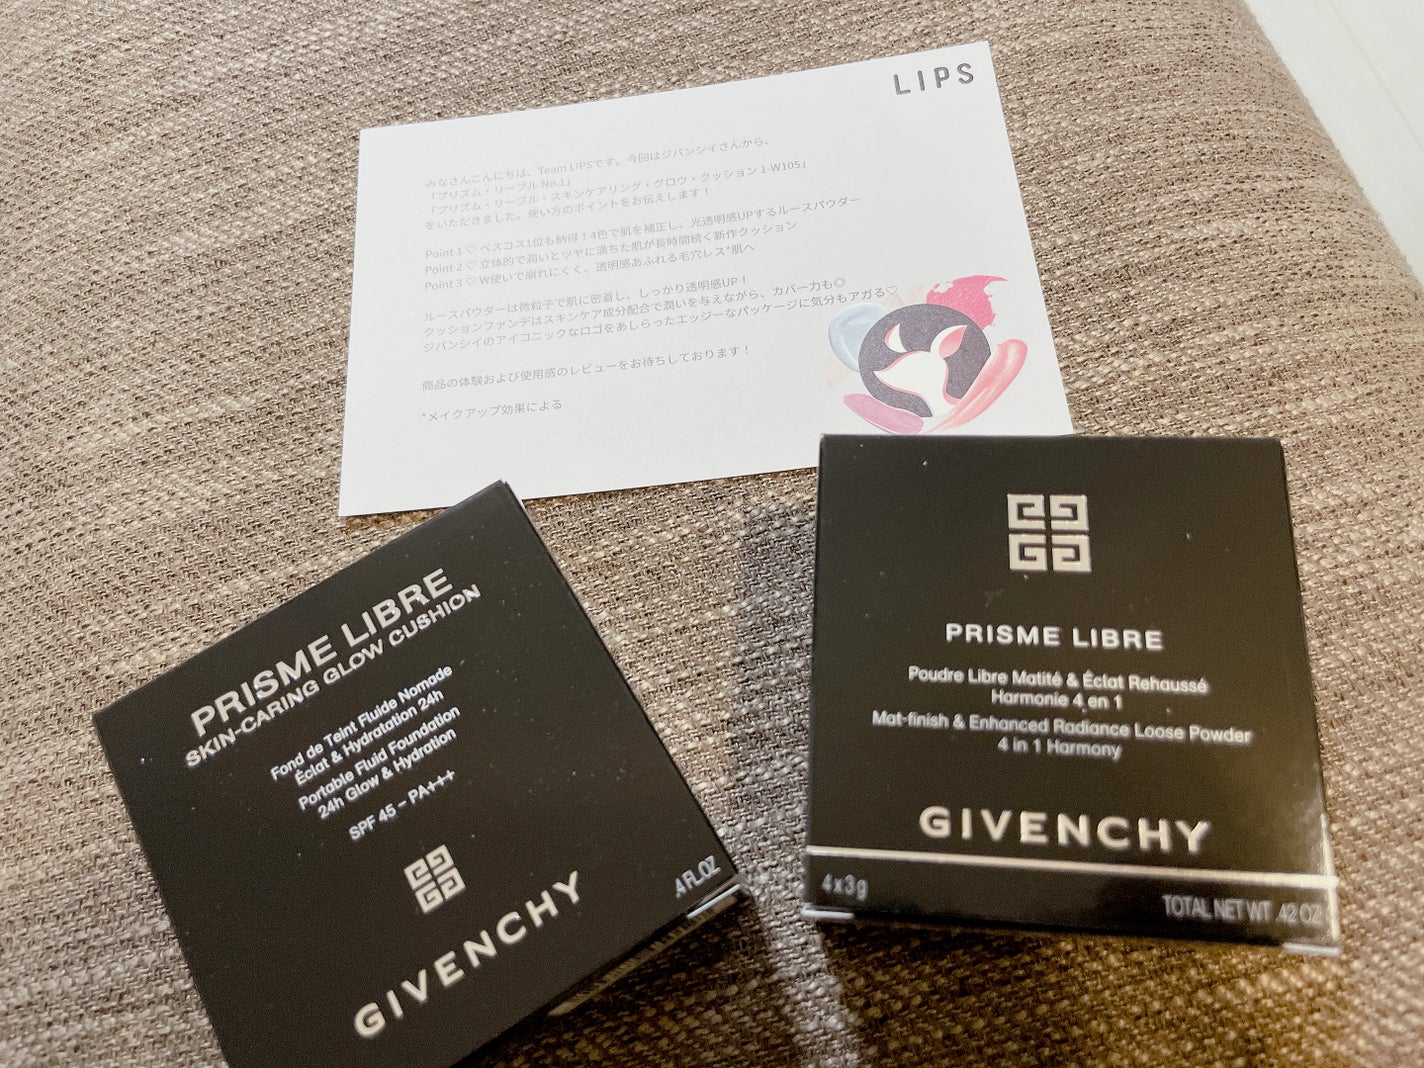 LIPS
みなさんこんにちは、Team LIPSです。今回はジバンシイさんから、
「プリズム・リーブル No.1」
「プリズム・リーブル・スキンケアリング・グロウ・クッション 1-W105」
をいただきました。使い方のポイントをお伝えします！
Point 1 ♡ ベスコス1位も納得！4色で肌を補正し、光透明感UPするルースパウダー
Point 2 ♡ 立体的で潤いとツヤに満ちた肌が長時間続く新作クッション
Point 3 ♡ W使いで崩れにくく、透明感あふれる毛穴レス*肌へ
ルースパウダーは微粒子で肌に密着し、しっかり透明感UP！
クッションファンデはスキンケア成分配合で潤いを与えながら、カバー力も◎
ジバンシイのアイコニックなロゴをあしらったエッジーなパッケージに気分もアガる♡
商品の体験および使用感のレビューをお待ちしております！
*メイクアップ効果による
PRISME LIBRE
SKIN-CARING GLOW CUSHION
Fond de Teint Fluide Nomade
Éclat & Hydratation 24h
Portable Fluid Foundation
24h Glow & Hydration
SPF 45 - PA+++
GIVENCHY
.4 FL.OZ
PRISME LIBRE
Poudre Libre Matité & Éclat Rehaussé
Harmonie 4 en 1
Mat-finish & Enhanced Radiance Loose Powder
4 in 1 Harmony
GIVENCHY
4x3g
TOTAL NET WT .42 OZ